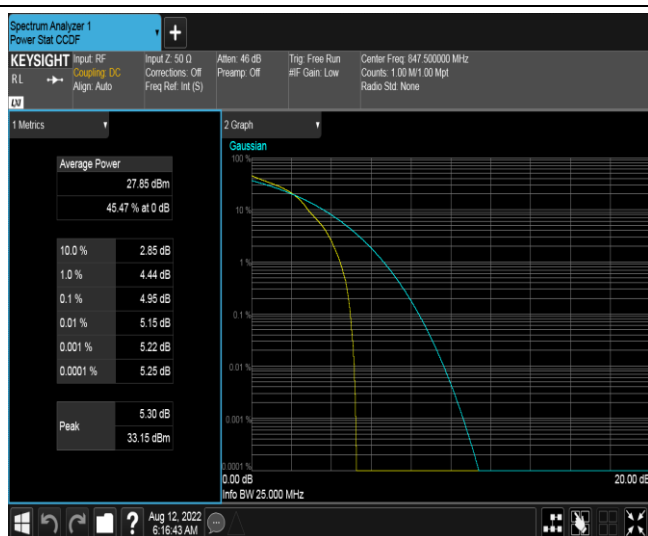 Spectrum Analyzer 1
Power Stat CCDF
+
KEYSIGHT
RL
LXI
Input: RF
Coupling: DC
Align: Auto
Input Z: 50 Ω
Corrections: Off
Freq Ref: Int (S)
Atten: 46 dB
Preamp: Off
Trig: Free Run
#IF Gain: Low
Center Freq: 847.500000 MHz
Counts: 1.00 M/1.00 Mpt
Radio Std: None
1 Metrics
Average Power
27.85 dBm
45.47 % at 0 dB
10.0 % 2.85 dB
1.0 % 4.44 dB
0.1 % 4.95 dB
0.01 % 5.15 dB
0.001 % 5.22 dB
0.0001 % 5.25 dB
Peak
5.30 dB
33.15 dBm
2 Graph
Gaussian
100 %
10 %
1 %
0.1 %
0.01 %
0.001 %
0.0001 %
0.00 dB 20.00 dB
Info BW 25.000 MHz
?
Aug 12, 2022
6:16:43 AM